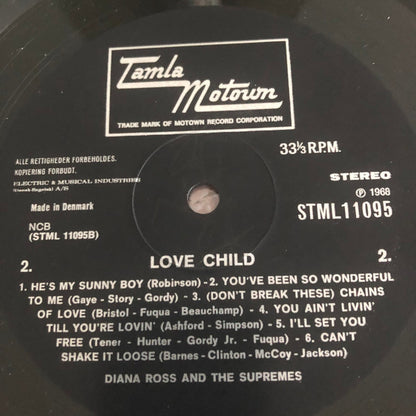 Tamla
Motown
TRADE MARK OF MOTOWN RECORD CORPORATION
ALLE RETTIGHEDER FORBEHOLDES.
KOPIERING FORBUDT.
ELECTRIC & MUSICAL INDUSTRIES
(Dansk Engelsk) A/S
Made in Denmark
NCB
(STML 11095B)
33⅓ R.P.M.
STEREO
℗ 1968
STML11095
2.
LOVE CHILD
2.
1. HE'S MY SUNNY BOY (Robinson) - 2. YOU'VE BEEN SO WONDERFUL
TO ME (Gaye - Story - Gordy) - 3. (DON'T BREAK THESE) CHAINS
OF LOVE (Bristol - Fuqua - Beauchamp) - 4. YOU AIN'T LIVIN'
TILL YOU'RE LOVIN' (Ashford - Simpson) - 5. I'LL SET YOU
FREE (Tener - Hunter - Gordy Jr. - Fuqua) - 6. CAN'T
SHAKE IT LOOSE (Barnes - Clinton - McCoy - Jackson)
DIANA ROSS AND THE SUPREMES